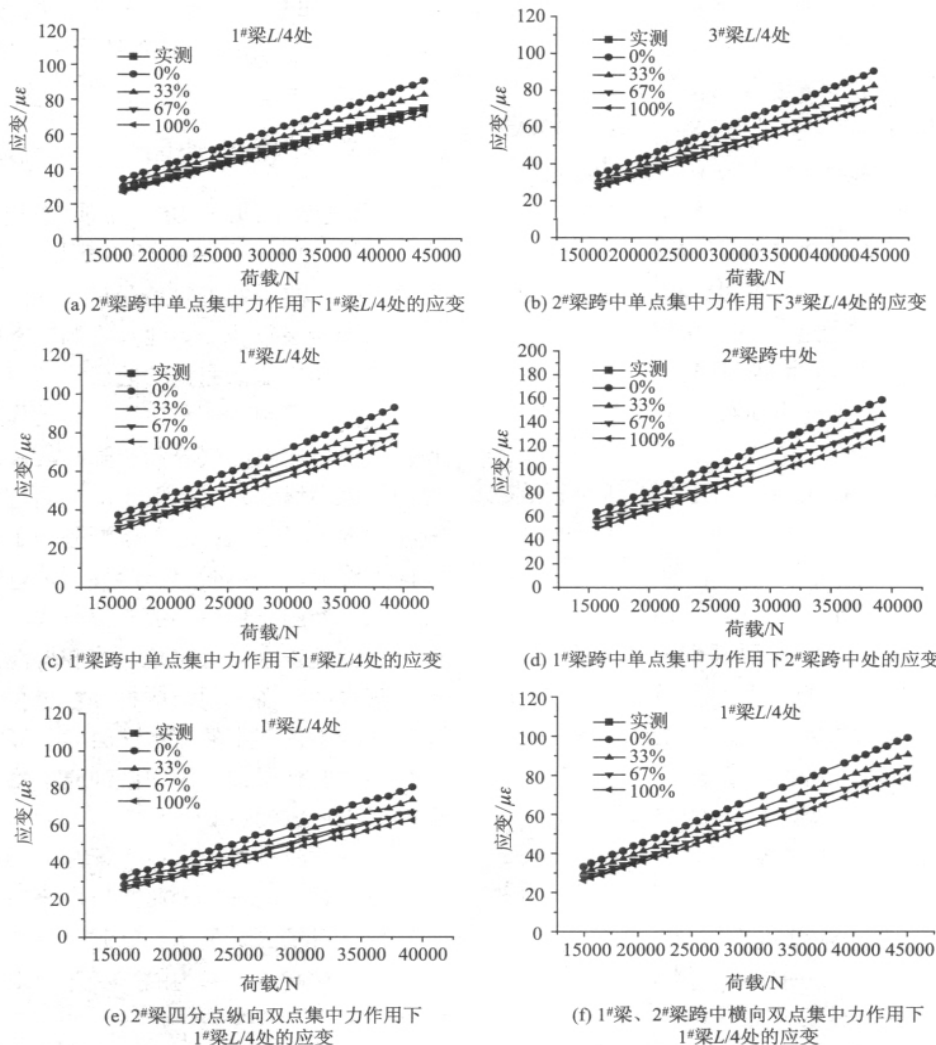 1#梁L/4处
实测
0%
33%
67%
100%
应变/με
120
100
80
60
40
20
0
15000 20000 25000 30000 35000 40000 45000
荷载/N
(a) 2#梁跨中单点集中力作用下1#梁L/4处的应变
3#梁L/4处
实测
0%
33%
67%
100%
应变/με
120
100
80
60
40
20
0
15000 20000 25000 30000 35000 40000 45000
荷载/N
(b) 2#梁跨中单点集中力作用下3#梁L/4处的应变
1#梁L/4处
实测
0%
33%
67%
100%
应变/με
120
100
80
60
40
20
0
15000 20000 25000 30000 35000 40000
荷载/N
(c) 1#梁跨中单点集中力作用下1#梁L/4处的应变
2#梁跨中处
实测
0%
33%
67%
100%
应变/με
200
180
160
140
120
100
80
60
40
20
0
15000 20000 25000 30000 35000 40000
荷载/N
(d) 1#梁跨中单点集中力作用下2#梁跨中处的应变
1#梁L/4处
实测
0%
33%
67%
100%
应变/με
120
100
80
60
40
20
0
15000 20000 25000 30000 35000 40000
荷载/N
(e) 2#梁四分点纵向双点集中力作用下
1#梁L/4处的应变
1#梁L/4处
实测
0%
33%
67%
100%
应变/με
120
100
80
60
40
20
0
15000 20000 25000 30000 35000 40000 45000
荷载/N
(f) 1#梁、2#梁跨中横向双点集中力作用下
1#梁L/4处的应变